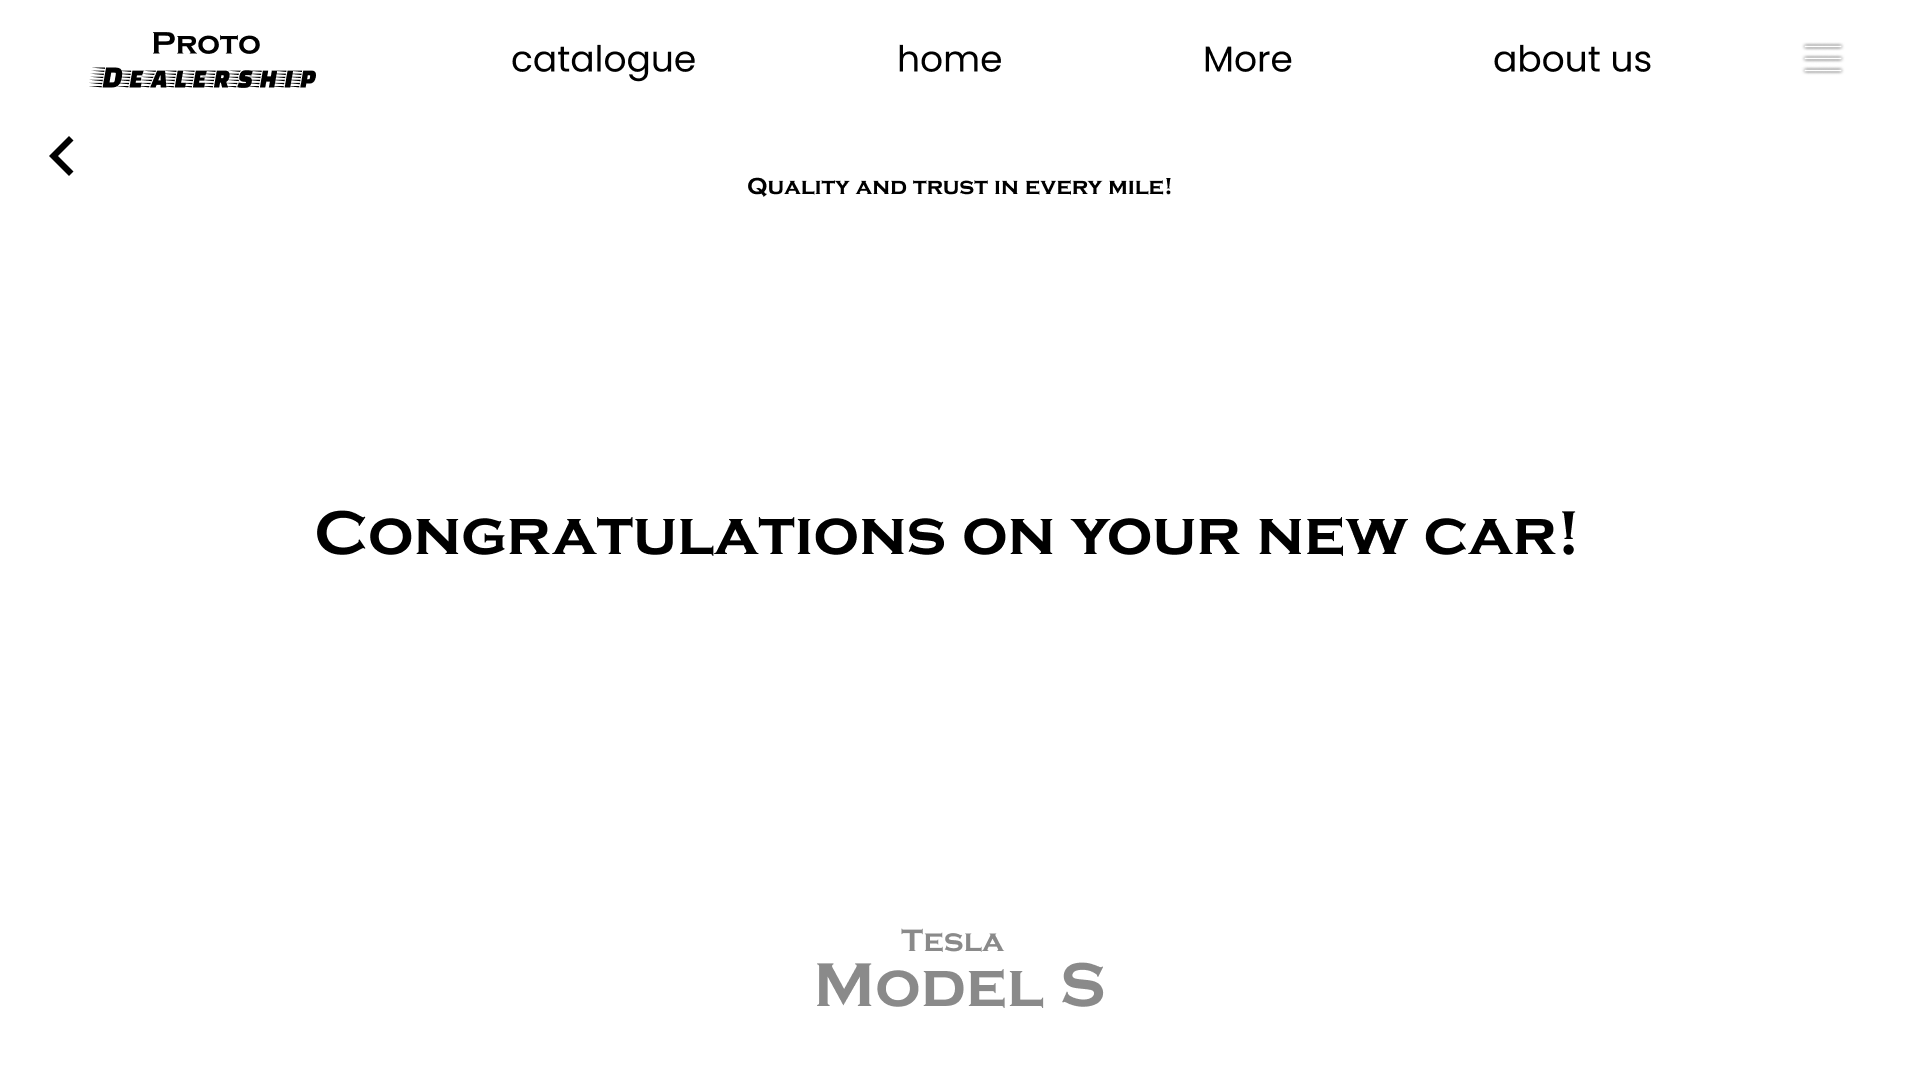 Proto
Dealership
catalogue
home
More
about us
Quality and trust in every mile!
Congratulations on your new car!
Tesla
Model S